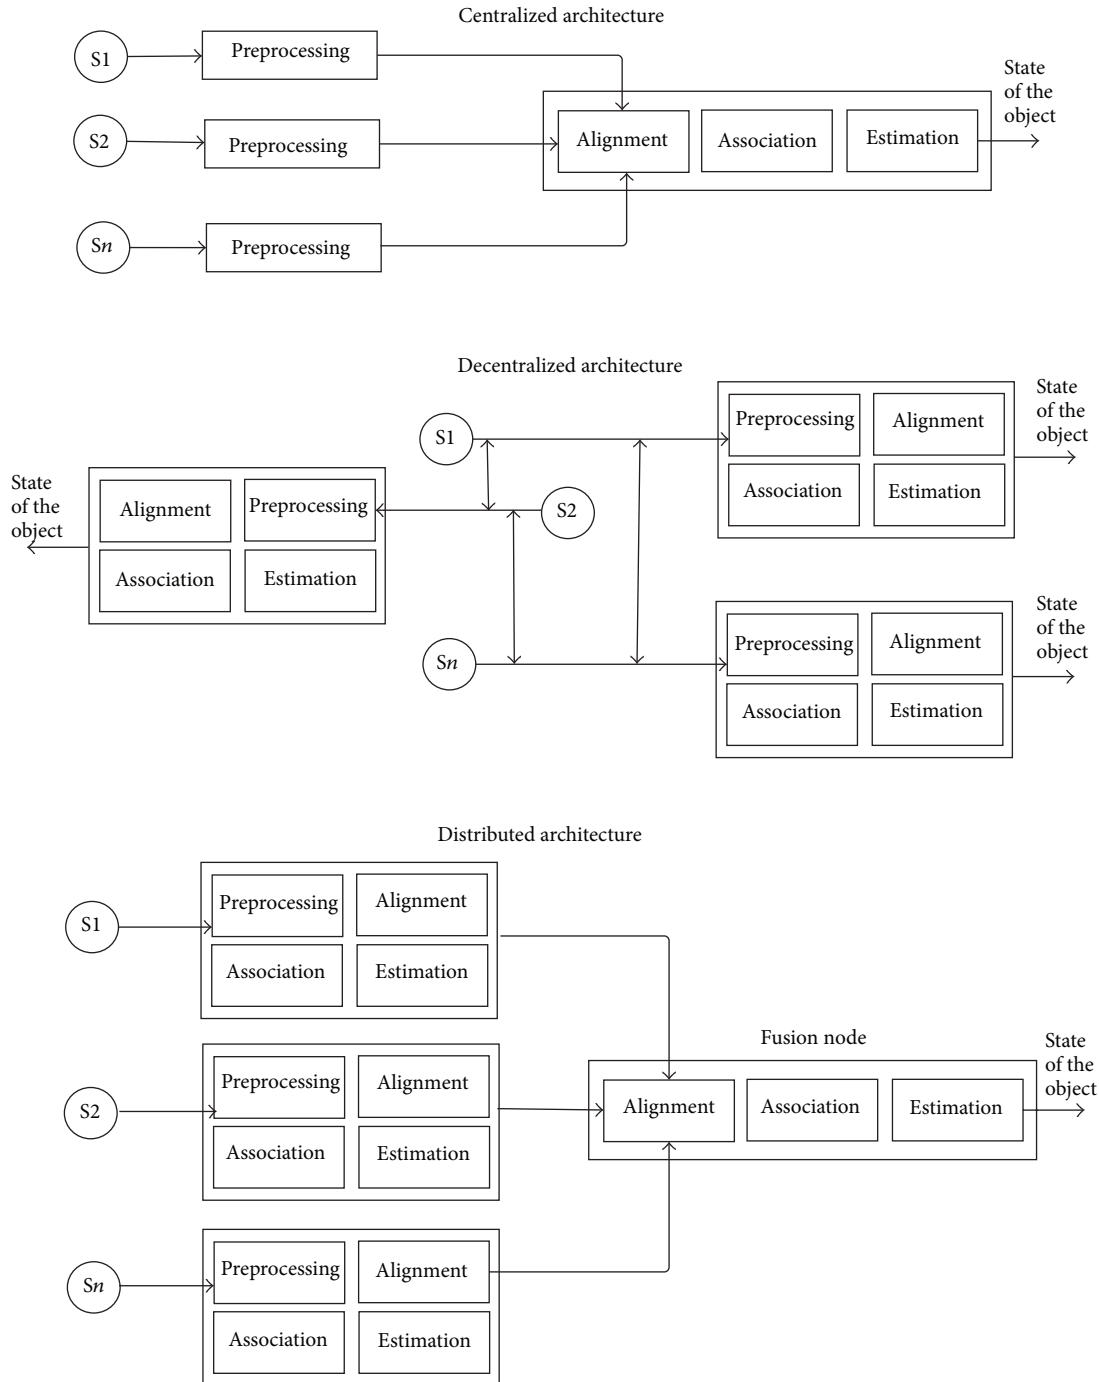 Centralized architecture
S1
Preprocessing
State
of the
object
S2
Preprocessing
Alignment
Association
Estimation
Sn
Preprocessing
Decentralized architecture
S1
Preprocessing
Alignment
State
of the
object
Association
Estimation
State
of the
object
Alignment
Preprocessing
S2
Association
Estimation
Sn
Preprocessing
Alignment
State
of the
object
Association
Estimation
Distributed architecture
S1
Preprocessing
Alignment
Association
Estimation
Fusion node
State
of the
object
S2
Preprocessing
Alignment
Alignment
Association
Estimation
Association
Estimation
Sn
Preprocessing
Alignment
Association
Estimation